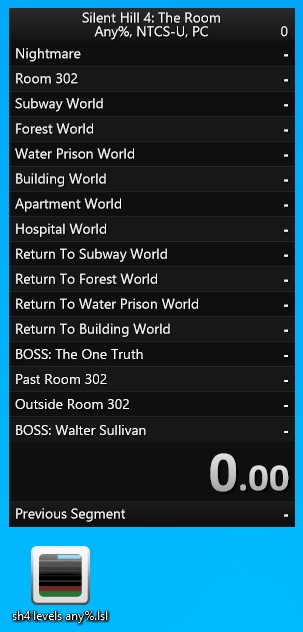 Silent Hill 4: The Room
Any%, NTCS-U, PC 0
Nightmare -
Room 302 -
Subway World -
Forest World -
Water Prison World -
Building World -
Apartment World -
Hospital World -
Return To Subway World -
Return To Forest World -
Return To Water Prison World -
Return To Building World -
BOSS: The One Truth -
Past Room 302 -
Outside Room 302 -
BOSS: Walter Sullivan -
0.00
Previous Segment -
sh4 levels any%.lsl